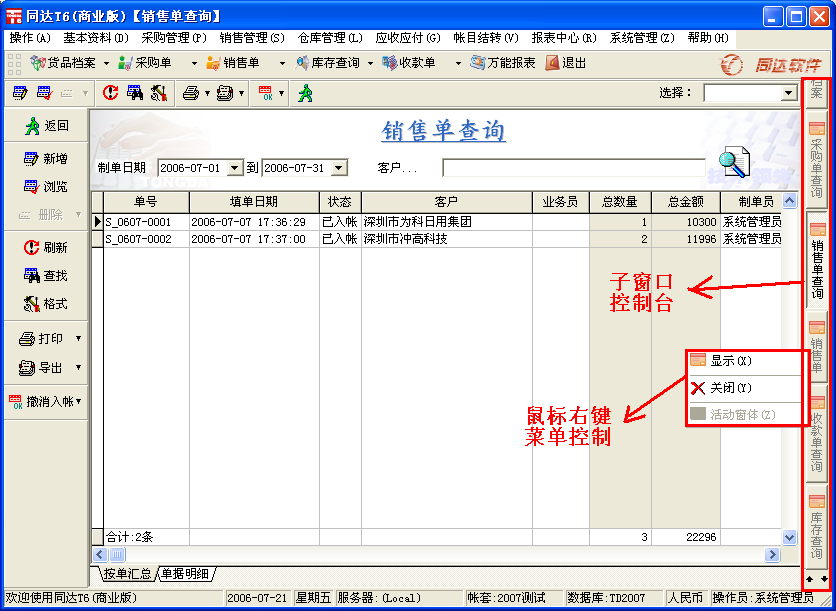 同达T6(商业版)【销售单查询】
操作(A) 基本资料(D) 采购管理(P) 销售管理(S) 仓库管理(L) 应收应付(G) 帐目结转(V) 报表中心(R) 系统管理(Z) 帮助(H)
货品档案 采购单 销售单 库存查询 收款单 万能报表 退出 同达软件
OK 选择：
返回
新增
浏览
删除
刷新
查找
格式
打印
导出
OK 撤消入帐
销售单查询
制单日期 2006-07-01 到 2006-07-31 客户...
单号 填单日期 状态 客户 业务员 总数量 总金额 制单员
S_0607-0001 2006-07-07 17:36:29 已入帐 深圳市为科日用集团 1 10300 系统管理员
S_0607-0002 2006-07-07 17:37:00 已入帐 深圳市冲高科技 2 11996 系统管理员
子窗口
控制台
显示(X)
关闭(Y)
活动窗体(Z)
鼠标右键
菜单控制
合计:2条 3 22296
按单汇总 单据明细
档案
采购单查询
销售单查询
销售单
收款单查询
库存查询
欢迎使用同达T6(商业版) 2006-07-21 星期五 服务器:(Local) 帐套:2007测试 数据库:TD2007 人民币 操作员:系统管理员